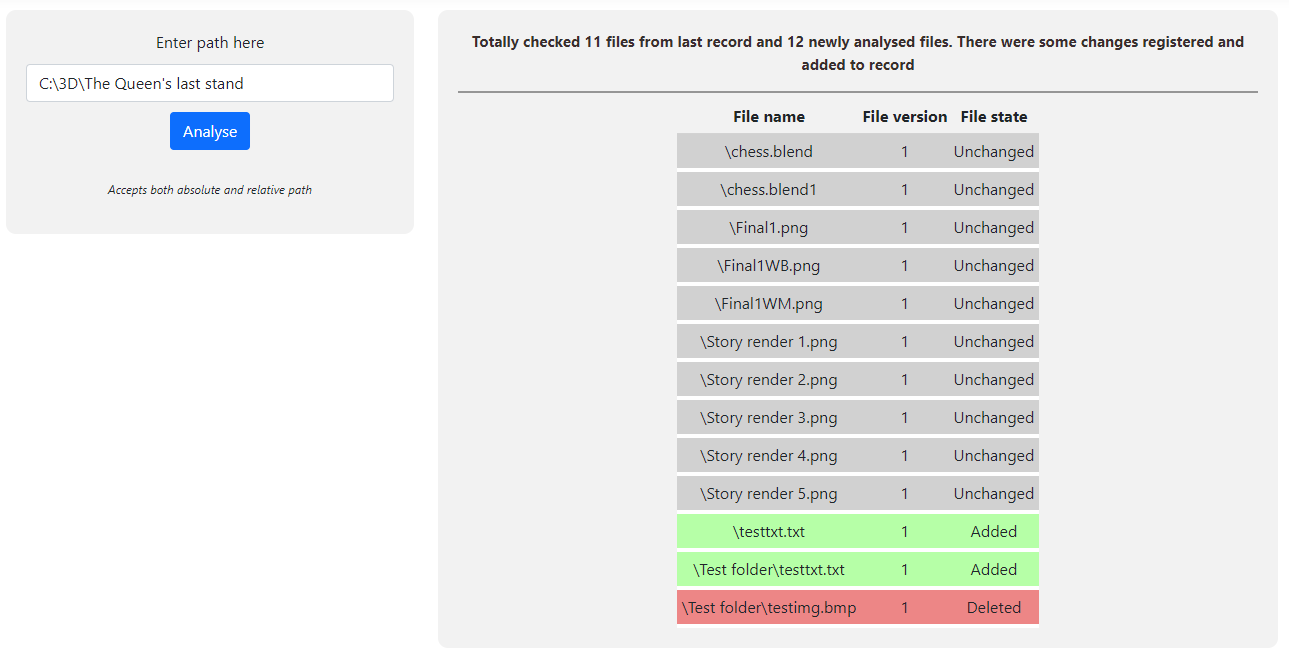 Enter path here
C:\3D\The Queen's last stand
Analyse
Accepts both absolute and relative path
Totally checked 11 files from last record and 12 newly analysed files. There were some changes registered and
added to record
File name File version File state
\chess.blend 1 Unchanged
\chess.blend1 1 Unchanged
\Final1.png 1 Unchanged
\Final1WB.png 1 Unchanged
\Final1WM.png 1 Unchanged
\Story render 1.png 1 Unchanged
\Story render 2.png 1 Unchanged
\Story render 3.png 1 Unchanged
\Story render 4.png 1 Unchanged
\Story render 5.png 1 Unchanged
\testtxt.txt 1 Added
\Test folder\testtxt.txt 1 Added
\Test folder\testimg.bmp 1 Deleted